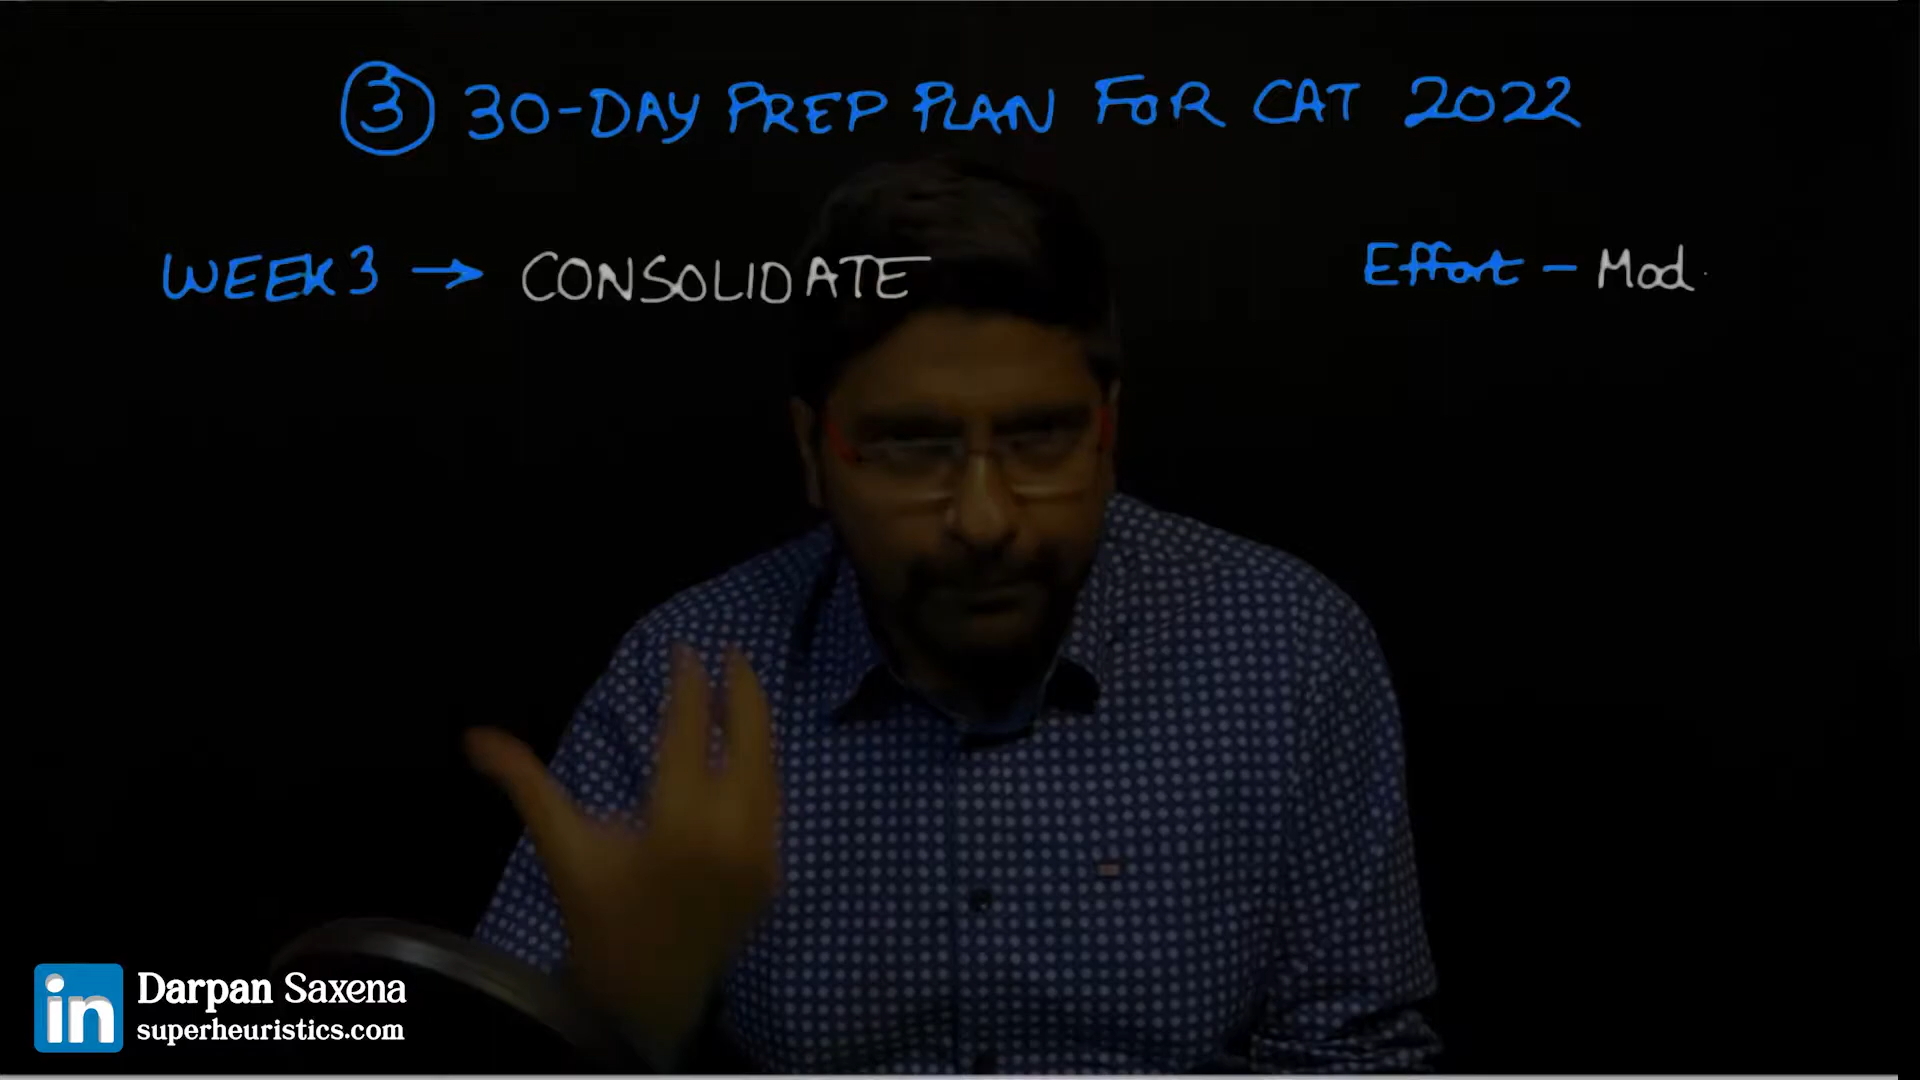 3 30-DAY PREP PLAN FOR CAT 2022
WEEK 3 → CONSOLIDATE
Effort - Mod
in Darpan Saxena
superheuristics.com